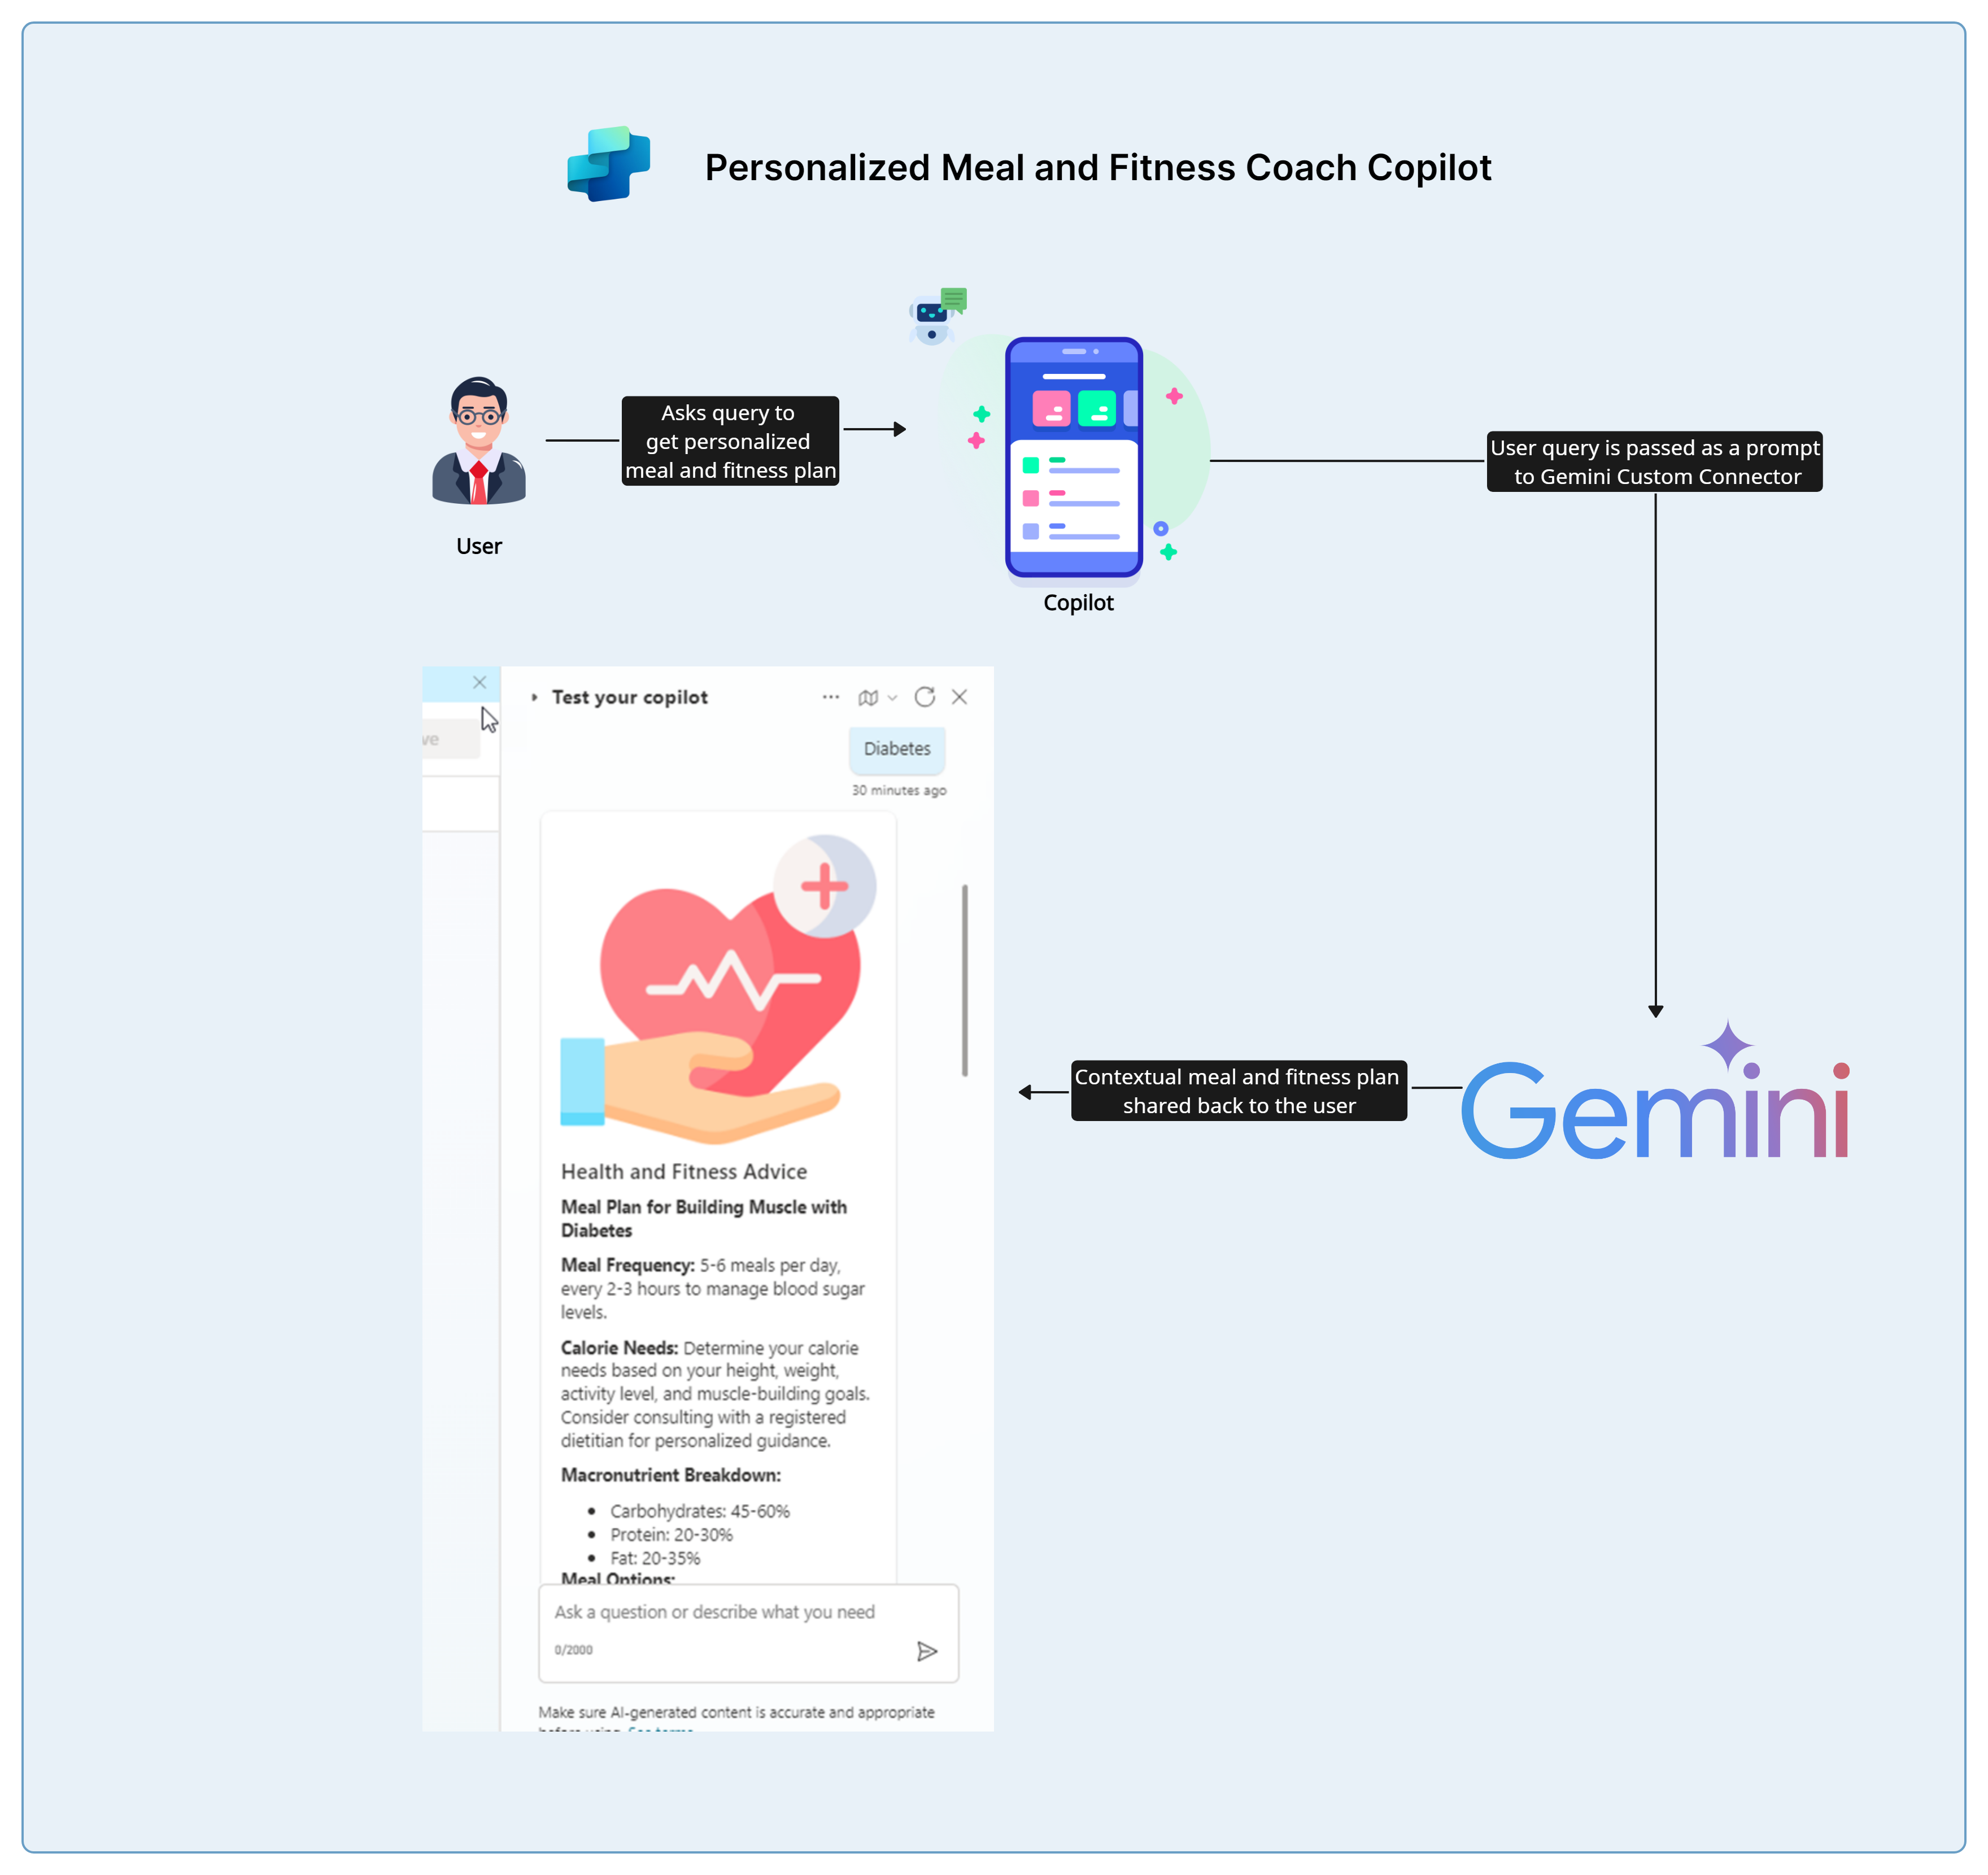 Personalized Meal and Fitness Coach Copilot
Asks query to
get personalized
meal and fitness plan
User
Copilot
User query is passed as a prompt
to Gemini Custom Connector
Gemini
Contextual meal and fitness plan
shared back to the user
ve
Test your copilot
Diabetes
30 minutes ago
Health and Fitness Advice
Meal Plan for Building Muscle with
Diabetes
Meal Frequency: 5-6 meals per day,
every 2-3 hours to manage blood sugar
levels.
Calorie Needs: Determine your calorie
needs based on your height, weight,
activity level, and muscle-building goals.
Consider consulting with a registered
dietitian for personalized guidance.
Macronutrient Breakdown:
• Carbohydrates: 45-60%
• Protein: 20-30%
• Fat: 20-35%
Meal Options:
Ask a question or describe what you need
0/2000
Make sure AI-generated content is accurate and appropriate
before using. See terms